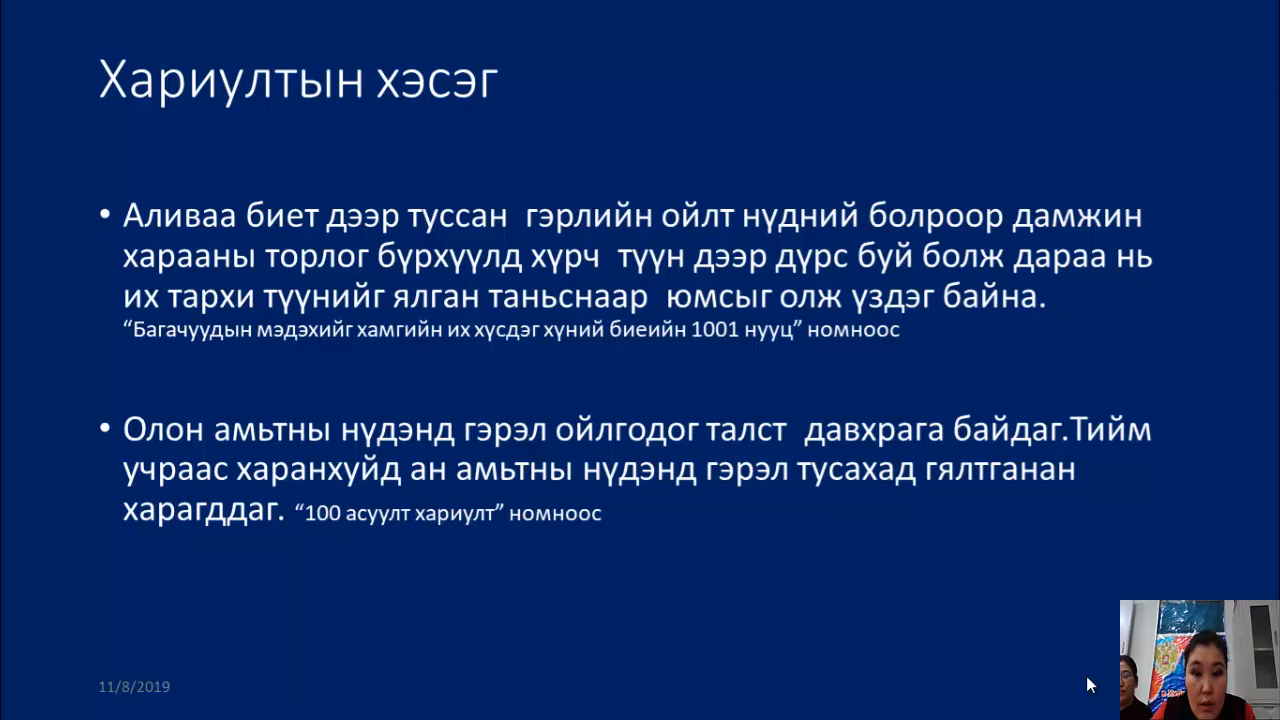 Хариултын хэсэг
• Аливаа биет дээр туссан гэрлийн ойлт нүдний болроор дамжин
харааны торлог бүрхүүлд хүрч түүн дээр дүрс буй болж дараа нь
их тархи түүнийг ялган таньснаар юмсыг олж үздэг байна.
“Багачуудын мэдэхийг хамгийн их хүсдэг хүний биеийн 1001 нууц” номноос
• Олон амьтны нүдэнд гэрэл ойлгодог талст давхрага байдаг.Тийм
учраас харанхуйд ан амьтны нүдэнд гэрэл тусахад гялтганан
харагддаг. “100 асуулт хариулт” номноос
11/8/2019